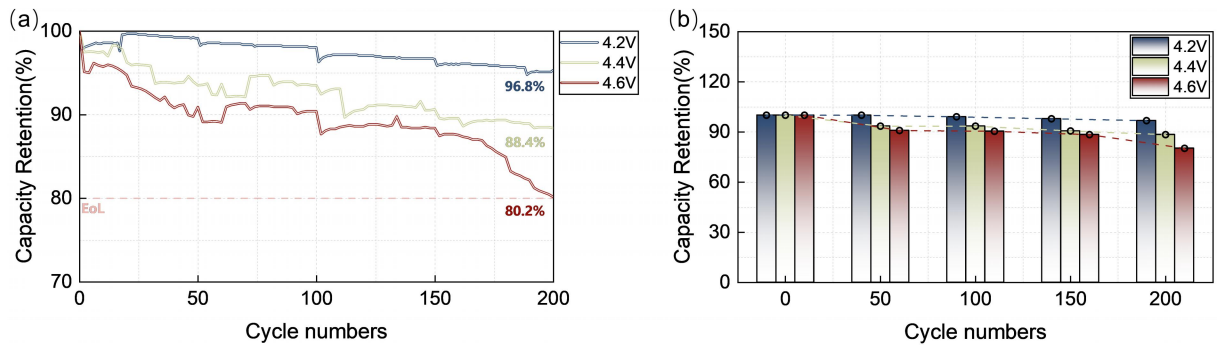 (a)
100
90
80
70
Capacity Retention(%)
4.2V
4.4V
4.6V
96.8%
88.4%
80.2%
EoL
0
50
100
150
200
Cycle numbers
(b)
150
120
90
60
30
0
Capacity Retention(%)
4.2V
4.4V
4.6V
0
50
100
150
200
Cycle numbers